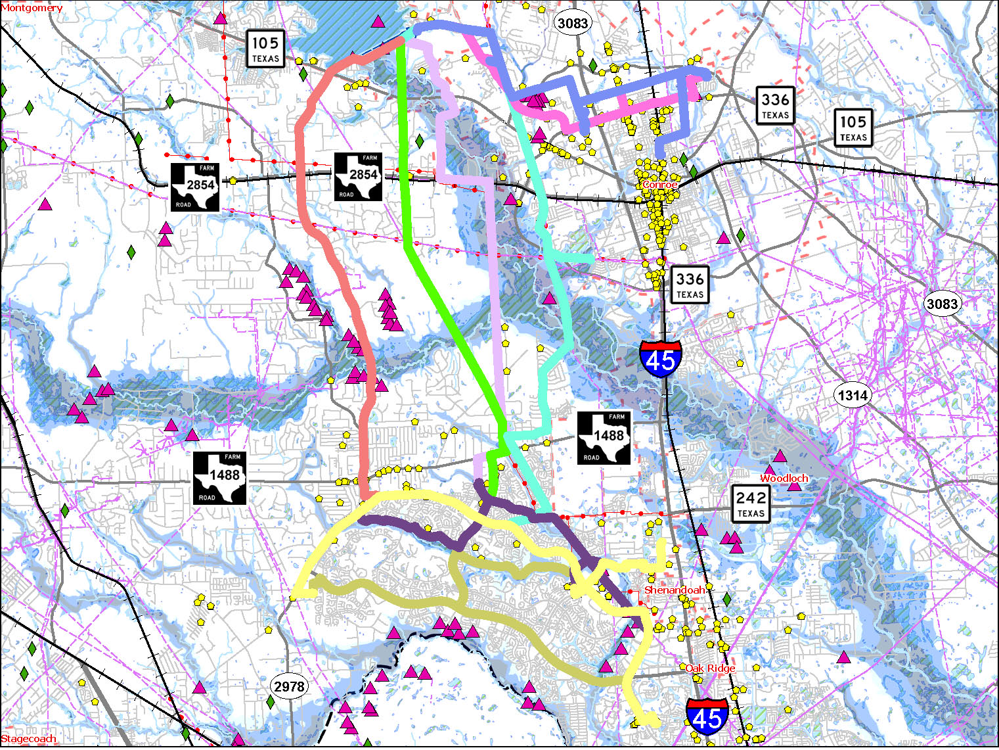 Montgomery
3083
105
TEXAS
336
TEXAS
105
TEXAS
FARM
2854
ROAD
FARM
2854
ROAD
Conroe
336
TEXAS
3083
45
1314
FARM
1488
ROAD
FARM
1488
ROAD
Woodloch
242
TEXAS
Shenandoah
Oak Ridge
2978
45
Stagecoach